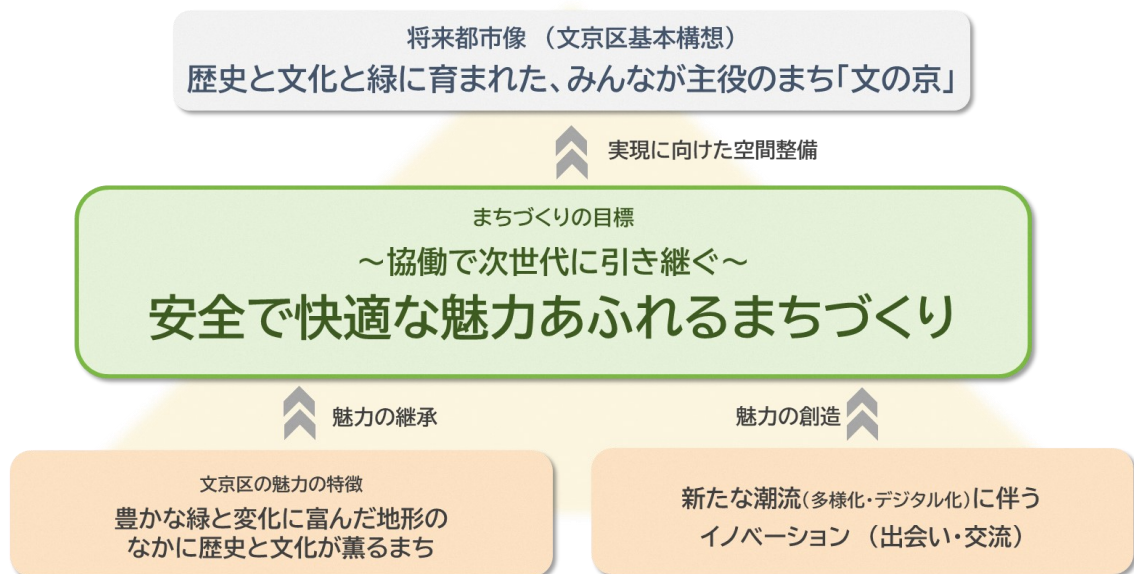 将来都市像 （文京区基本構想）
歴史と文化と緑に育まれた、みんなが主役のまち「文の京」
実現に向けた空間整備
まちづくりの目標
～協働で次世代に引き継ぐ～
安全で快適な魅力あふれるまちづくり
魅力の継承
魅力の創造
文京区の魅力の特徴
豊かな緑と変化に富んだ地形の
なかに歴史と文化が薫るまち
新たな潮流（多様化・デジタル化）に伴う
イノベーション （出会い・交流）